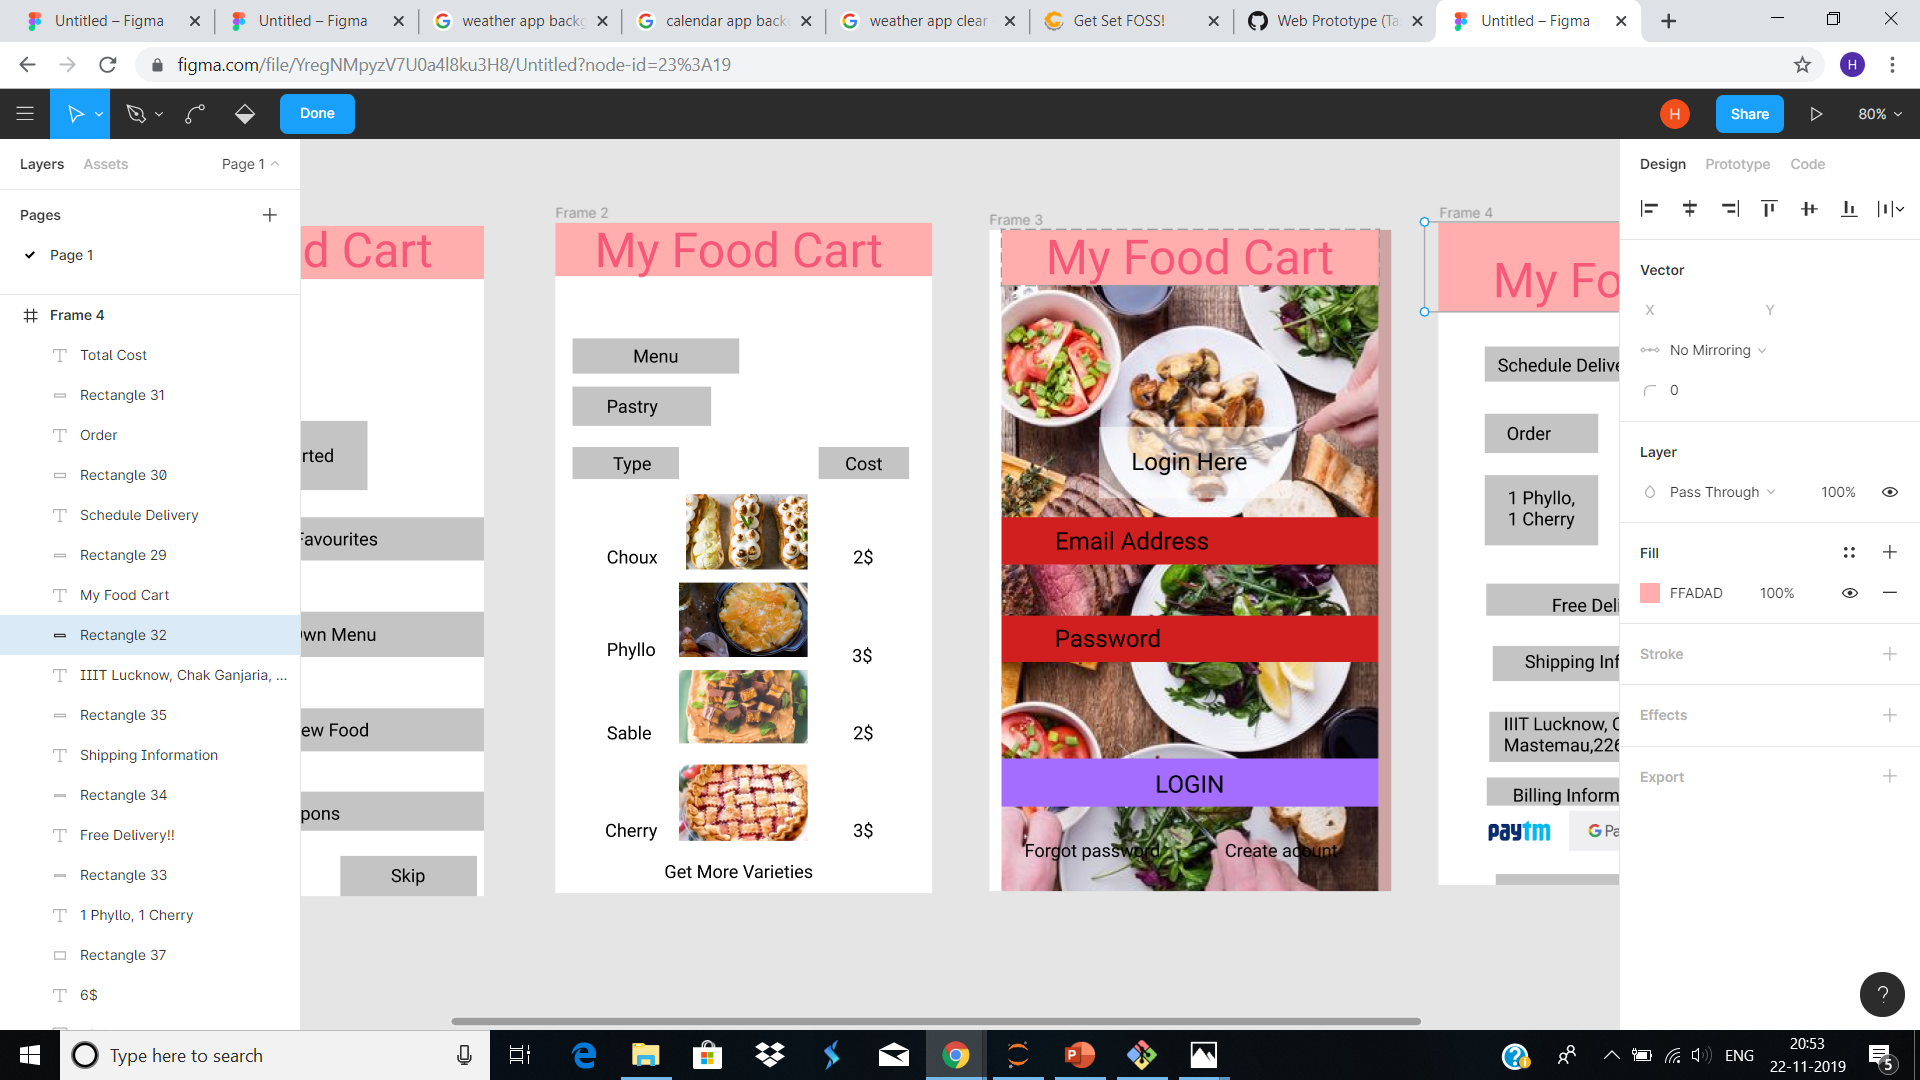 Untitled – Figma
Untitled – Figma
weather app backg
calendar app back
weather app clear
Get Set FOSS!
Web Prototype (Ta
Untitled – Figma
figma.com/file/YregNMpyzV7U0a4l8ku3H8/Untitled?node-id=23%3A19
H
Done
H
Share
80%
Layers
Assets
Page 1
Pages
Page 1
Frame 4
Total Cost
Rectangle 31
Order
Rectangle 30
Schedule Delivery
Rectangle 29
My Food Cart
Rectangle 32
IIIT Lucknow, Chak Ganjaria, ...
Rectangle 35
Shipping Information
Rectangle 34
Free Delivery!!
Rectangle 33
1 Phyllo, 1 Cherry
Rectangle 37
6$
d Cart
rted
Favourites
wn Menu
ew Food
pons
Skip
Frame 2
My Food Cart
Menu
Pastry
Type
Cost
Choux
2$
Phyllo
3$
Sable
2$
Cherry
3$
Get More Varieties
Frame 3
My Food Cart
Login Here
Email Address
Password
LOGIN
Forgot password
Create acount
Frame 4
My Fo
Schedule Delive
Order
1 Phyllo,
1 Cherry
Free Deli
Shipping Inf
IIIT Lucknow, C
Mastemau,226
Billing Inform
paytm
G Pa
Design
Prototype
Code
Vector
X
Y
No Mirroring
0
Layer
Pass Through
100%
Fill
FFADAD
100%
Stroke
Effects
Export
?
Type here to search
ENG
20:53
22-11-2019
5